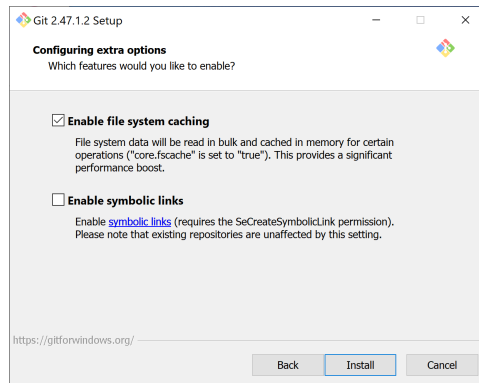 Git 2.47.1.2 Setup
Configuring extra options
Which features would you like to enable?
Enable file system caching
File system data will be read in bulk and cached in memory for certain
operations ("core.fscache" is set to "true"). This provides a significant
performance boost.
Enable symbolic links
Enable symbolic links (requires the SeCreateSymbolicLink permission).
Please note that existing repositories are unaffected by this setting.
https://gitforwindows.org/
Back Install Cancel